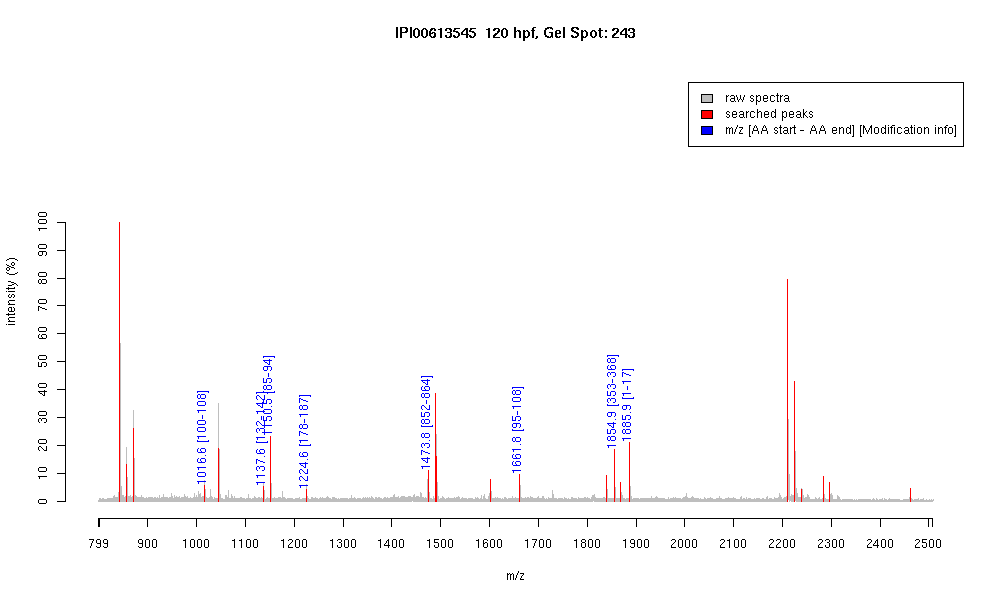 IPI00613545 120 hpf, Gel Spot: 243
raw spectra
searched peaks
m/z [AA start - AA end] [Modification info]
intensity (%)
100
90
80
70
60
50
40
30
20
10
0
1016.6 [100-108]
1137.6 [132-142]
1150.5 [85-94]
1224.6 [178-187]
1473.8 [852-864]
1661.8 [95-108]
1854.9 [353-368]
1885.9 [1-17]
799 900 1000 1100 1200 1300 1400 1500 1600 1700 1800 1900 2000 2100 2200 2300 2400 2500
m/z